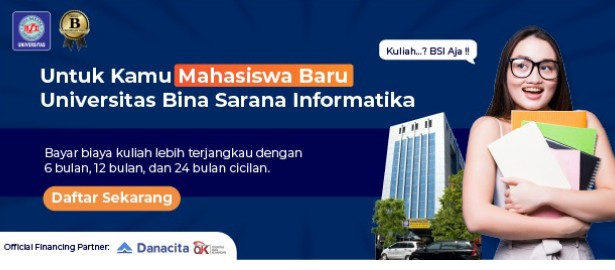 UNIVERSITAS
B
Kuliah...? BSI Aja !!
Untuk Kamu Mahasiswa Baru
Universitas Bina Sarana Informatika
Bayar biaya kuliah lebih terjangkau dengan
6 bulan, 12 bulan, dan 24 bulan cicilan.
Daftar Sekarang
Official Financing Partner: Danacita